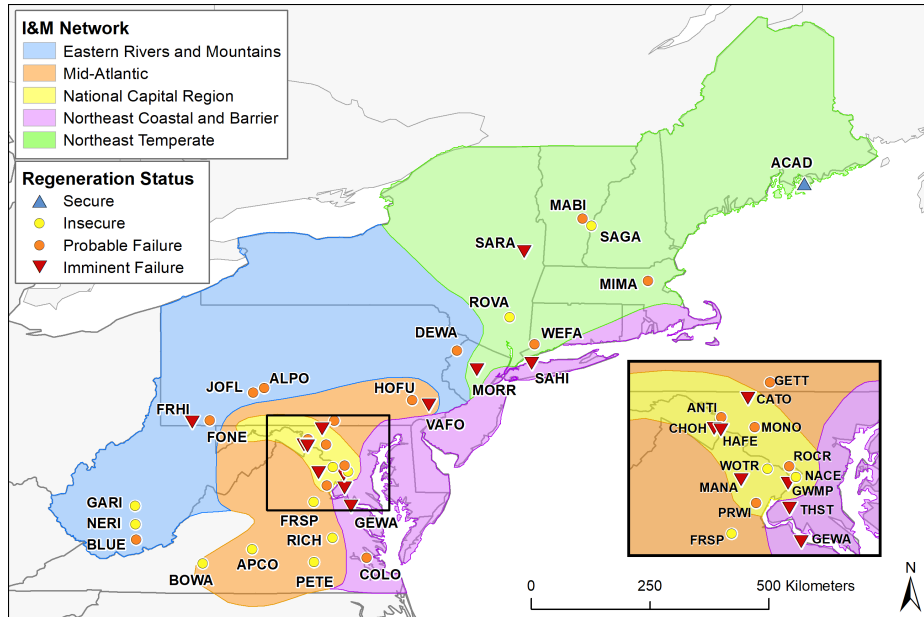 I&M Network
Eastern Rivers and Mountains
Mid-Atlantic
National Capital Region
Northeast Coastal and Barrier
Northeast Temperate
Regeneration Status
Secure
Insecure
Probable Failure
Imminent Failure
ACAD
MABI
SAGA
SARA
MIMA
ROVA
DEWA
WEFA
SAHI
MORR
JOFL
ALPO
HOFU
VAFO
FRHI
FONE
GARI
NERI
BLUE
FRSP
GEWA
RICH
BOWA
APCO
PETE
COLO
GETT
CATO
ANTI
CHOH
MONO
HAFE
WOTR
ROCR
NACE
MANA
GWMP
PRWI
THST
FRSP
GEWA
0 250 500 Kilometers
N